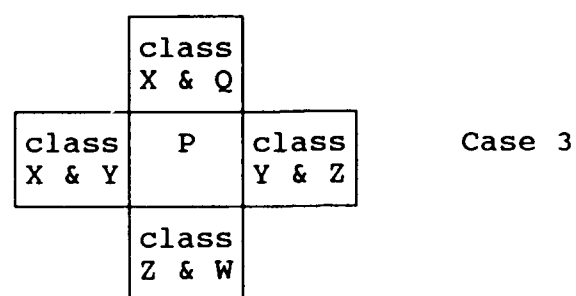 class
X & Q
class P class Case 3
X & Y Y & Z
class
Z & W